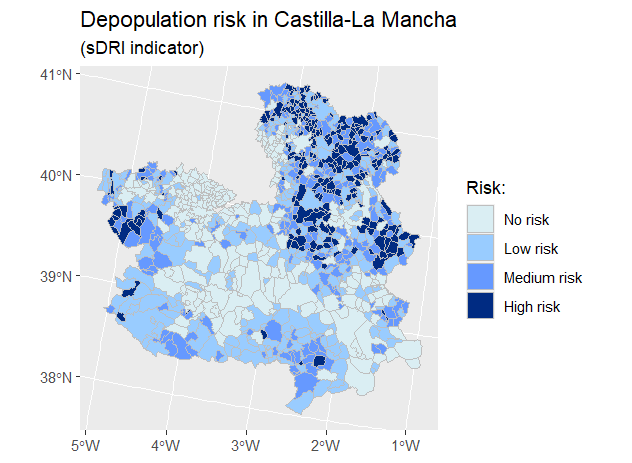 Depopulation risk in Castilla-La Mancha
(sDRI indicator)
41°N
40°N
39°N
38°N
5°W
4°W
3°W
2°W
1°W
Risk:
No risk
Low risk
Medium risk
High risk